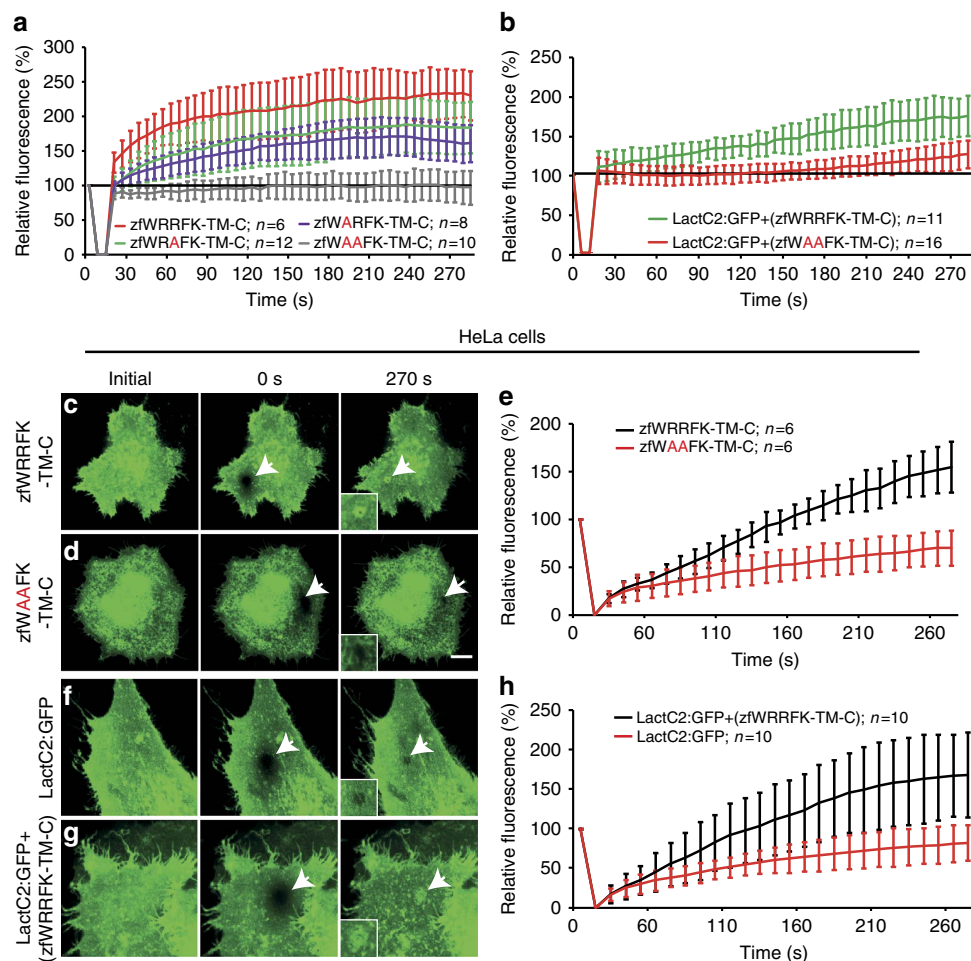 a
Relative fluorescence (%)
300
250
200
150
100
50
0
zfWRRFK-TM-C; n=6
zfWARFK-TM-C; n=8
zfWRAFK-TM-C; n=12
zfWAAFK-TM-C; n=10
0 30 60 90 120 150 180 210 240 270
Time (s)
b
Relative fluorescence (%)
250
200
150
100
50
0
LactC2:GFP+(zfWRRFK-TM-C); n=11
LactC2:GFP+(zfWAAFK-TM-C); n=16
0 30 60 90 120 150 180 210 240 270
Time (s)
HeLa cells
Initial 0 s 270 s
c
zfWRRFK
-TM-C
d
zfWAAFK
-TM-C
e
Relative fluorescence (%)
200
150
100
50
0
zfWRRFK-TM-C; n=6
zfWAAFK-TM-C; n=6
0 60 110 160 210 260
Time (s)
f
LactC2:GFP
g
LactC2:GFP+
(zfWRRFK-TM-C)
h
Relative fluorescence (%)
250
200
150
100
50
0
LactC2:GFP+(zfWRRFK-TM-C); n=10
LactC2:GFP; n=10
0 60 110 160 210 260
Time (s)